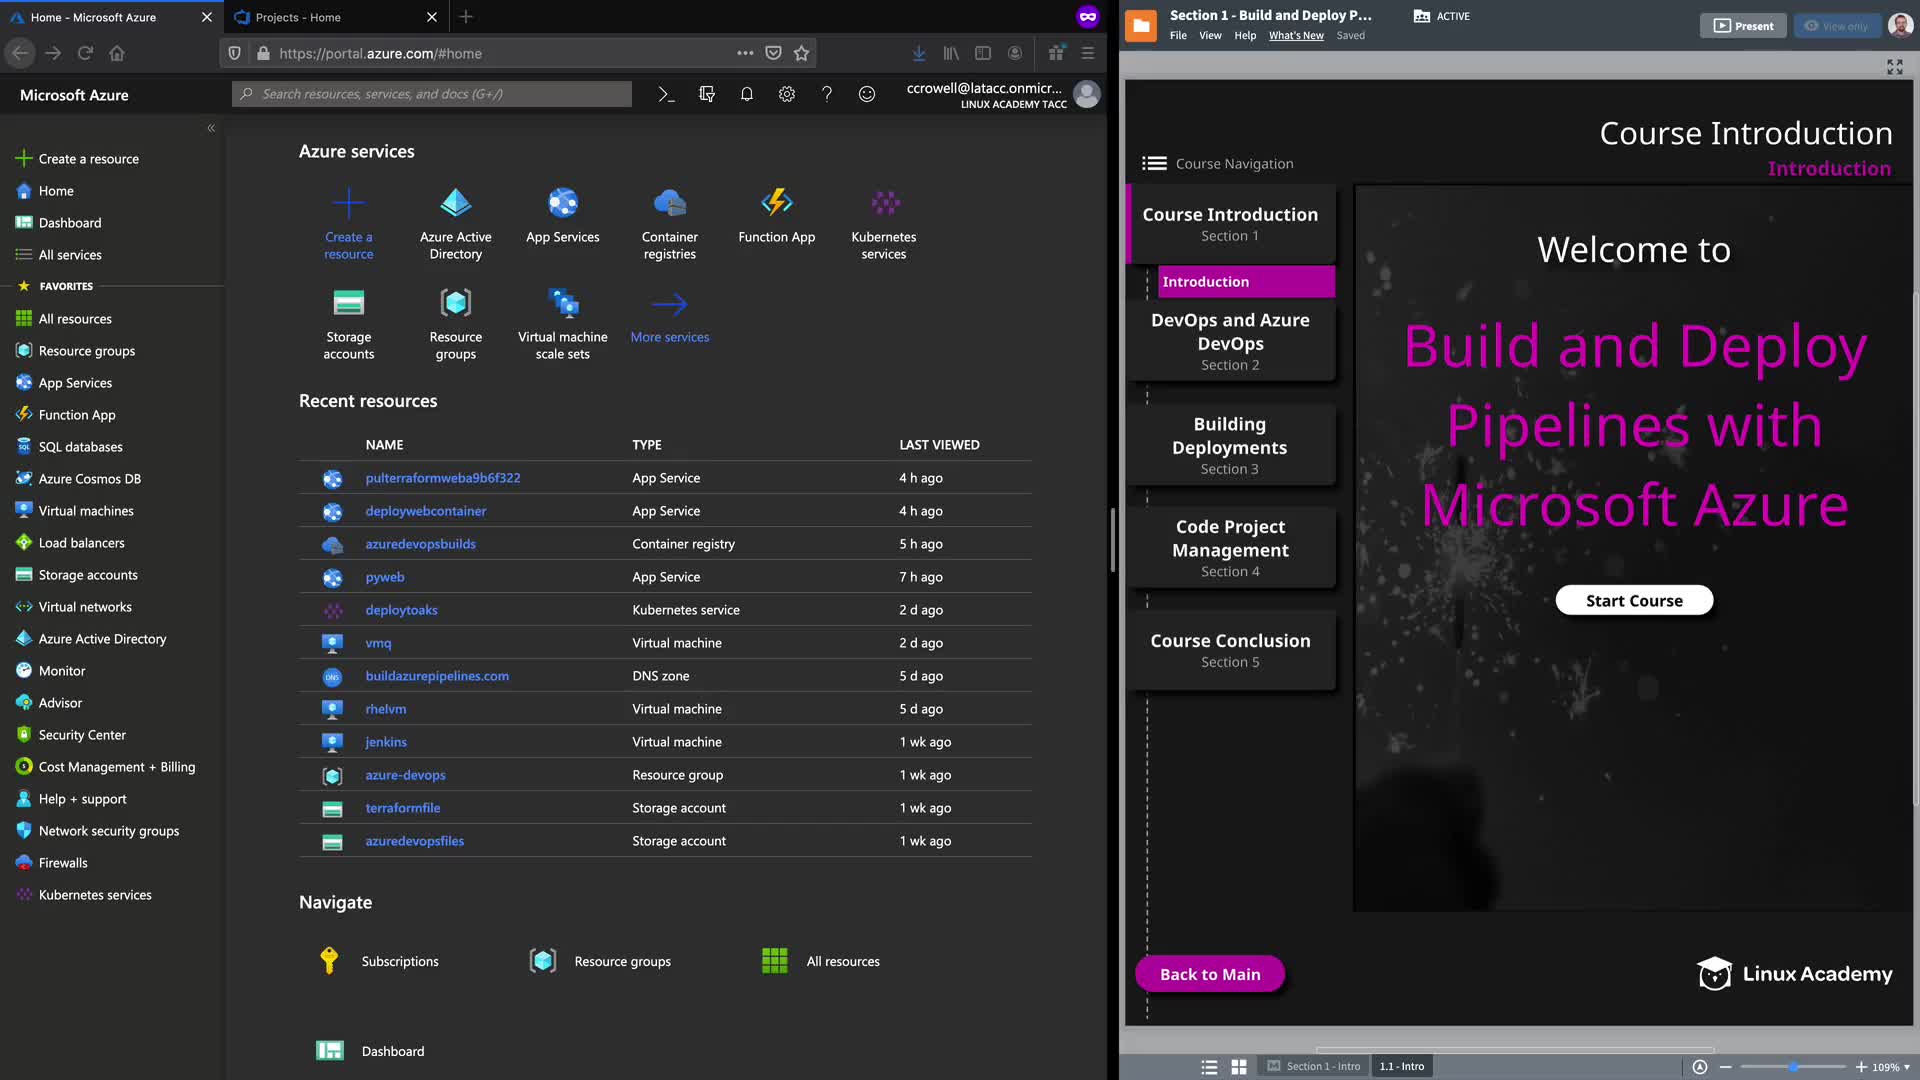 Home - Microsoft Azure
Projects - Home
https://portal.azure.com/#home
Microsoft Azure
Search resources, services, and docs (G+/)
ccrowell@latacc.onmicr...
LINUX ACADEMY TACC
Create a resource
Home
Dashboard
All services
FAVORITES
All resources
Resource groups
App Services
Function App
SQL databases
Azure Cosmos DB
Virtual machines
Load balancers
Storage accounts
Virtual networks
Azure Active Directory
Monitor
Advisor
Security Center
Cost Management + Billing
Help + support
Network security groups
Firewalls
Kubernetes services
Azure services
Create a
resource
Azure Active
Directory
App Services
Container
registries
Function App
Kubernetes
services
Storage
accounts
Resource
groups
Virtual machine
scale sets
More services
Recent resources
NAME TYPE LAST VIEWED
pulterraformweba9b6f322 App Service 4 h ago
deploywebcontainer App Service 4 h ago
azuredevopsbuilds Container registry 5 h ago
pyweb App Service 7 h ago
deploytoaks Kubernetes service 2 d ago
vmq Virtual machine 2 d ago
DNS buildazurepipelines.com DNS zone 5 d ago
rhelvm Virtual machine 5 d ago
jenkins Virtual machine 1 wk ago
azure-devops Resource group 1 wk ago
terraformfile Storage account 1 wk ago
azuredevopsfiles Storage account 1 wk ago
Navigate
Subscriptions
Resource groups
All resources
Dashboard
Section 1 - Build and Deploy P...
ACTIVE
File View Help What's New Saved
Present
View only
Course Introduction
Introduction
Course Navigation
Course Introduction
Section 1
Introduction
DevOps and Azure
DevOps
Section 2
Building
Deployments
Section 3
Code Project
Management
Section 4
Course Conclusion
Section 5
Back to Main
Welcome to
Build and Deploy
Pipelines with
Microsoft Azure
Start Course
Linux Academy
Section 1 - Intro
1.1 - Intro
109%